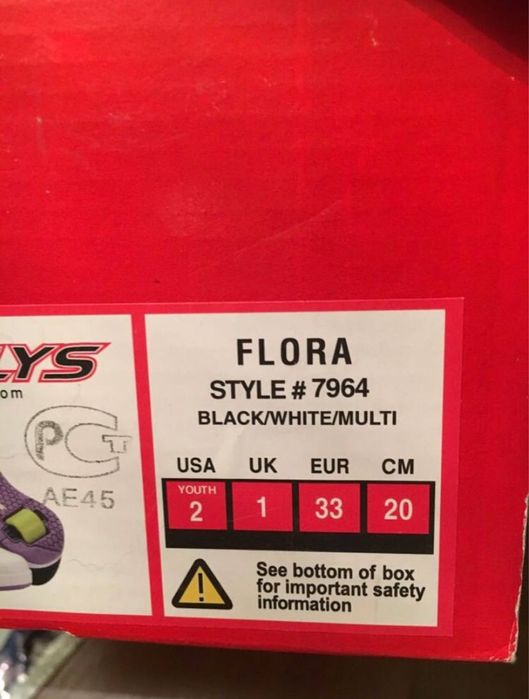 LYS
om
PCT
AE45
FLORA
STYLE # 7964
BLACK/WHITE/MULTI
USA UK EUR CM
YOUTH
2 1 33 20
See bottom of box
for important safety
information